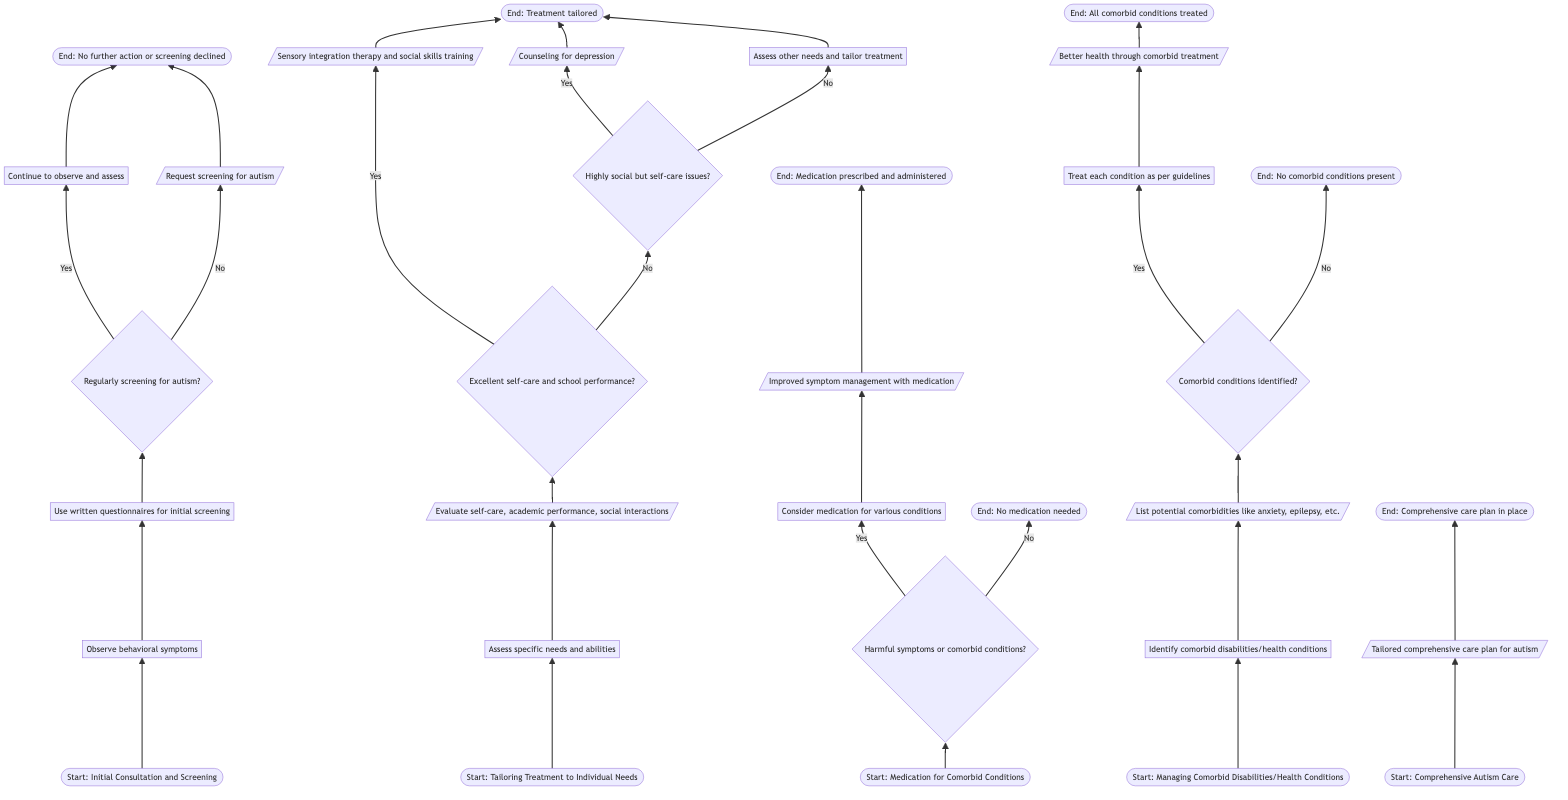 End: Treatment tailored
End: All comorbid conditions treated
End: No further action or screening declined
Sensory integration therapy and social skills training
Counseling for depression
Assess other needs and tailor treatment
Better health through comorbid treatment
Yes
No
Continue to observe and assess
Request screening for autism
Yes
Highly social but self-care issues?
End: Medication prescribed and administered
Treat each condition as per guidelines
End: No comorbid conditions present
Yes
No
No
Yes
No
Regularly screening for autism?
Excellent self-care and school performance?
Improved symptom management with medication
Comorbid conditions identified?
Use written questionnaires for initial screening
Evaluate self-care, academic performance, social interactions
Consider medication for various conditions
End: No medication needed
List potential comorbidities like anxiety, epilepsy, etc.
End: Comprehensive care plan in place
Yes
No
Observe behavioral symptoms
Assess specific needs and abilities
Harmful symptoms or comorbid conditions?
Identify comorbid disabilities/health conditions
Tailored comprehensive care plan for autism
Start: Initial Consultation and Screening
Start: Tailoring Treatment to Individual Needs
Start: Medication for Comorbid Conditions
Start: Managing Comorbid Disabilities/Health Conditions
Start: Comprehensive Autism Care